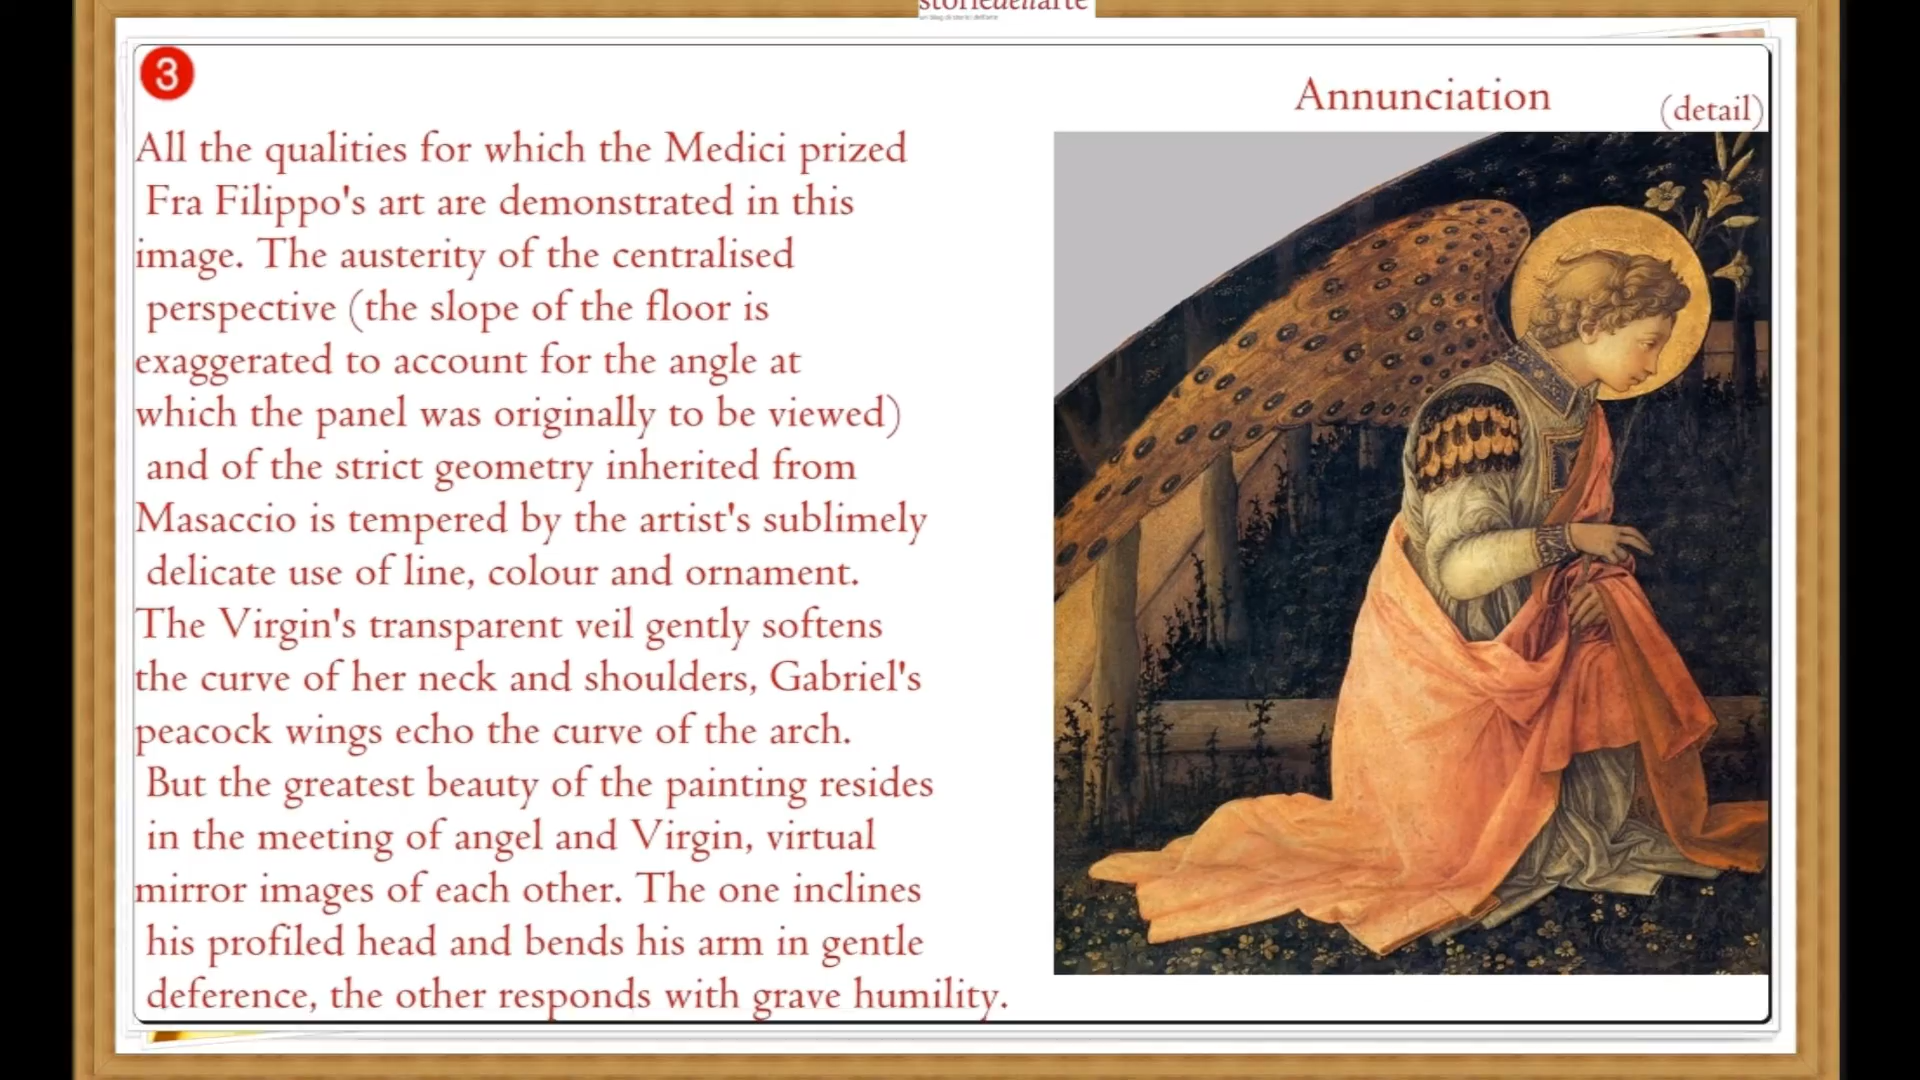 storiedellarte
3
Annunciation
(detail)
All the qualities for which the Medici prized
Fra Filippo's art are demonstrated in this
image. The austerity of the centralised
perspective (the slope of the floor is
exaggerated to account for the angle at
which the panel was originally to be viewed)
and of the strict geometry inherited from
Masaccio is tempered by the artist's sublimely
delicate use of line, colour and ornament.
The Virgin's transparent veil gently softens
the curve of her neck and shoulders, Gabriel's
peacock wings echo the curve of the arch.
But the greatest beauty of the painting resides
in the meeting of angel and Virgin, virtual
mirror images of each other. The one inclines
his profiled head and bends his arm in gentle
deference, the other responds with grave humility.